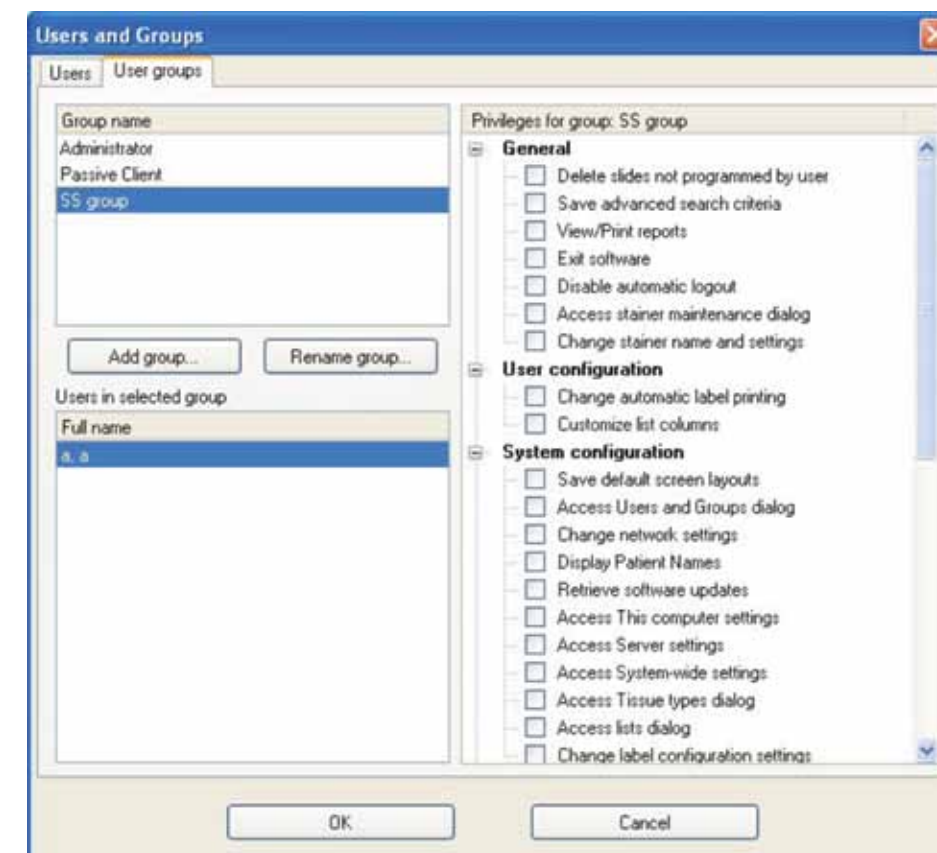 Users and Groups
Users
User groups
Group name
Administrator
Passive Client
SS group
Add group...
Rename group...
Users in selected group
Full name
a, a
Privileges for group: SS group
General
Delete slides not programmed by user
Save advanced search criteria
View/Print reports
Exit software
Disable automatic logout
Access stainer maintenance dialog
Change stainer name and settings
User configuration
Change automatic label printing
Customize list columns
System configuration
Save default screen layouts
Access Users and Groups dialog
Change network settings
Display Patient Names
Retrieve software updates
Access This computer settings
Access Server settings
Access System-wide settings
Access Tissue types dialog
Access lists dialog
Change label configuration settings
OK
Cancel